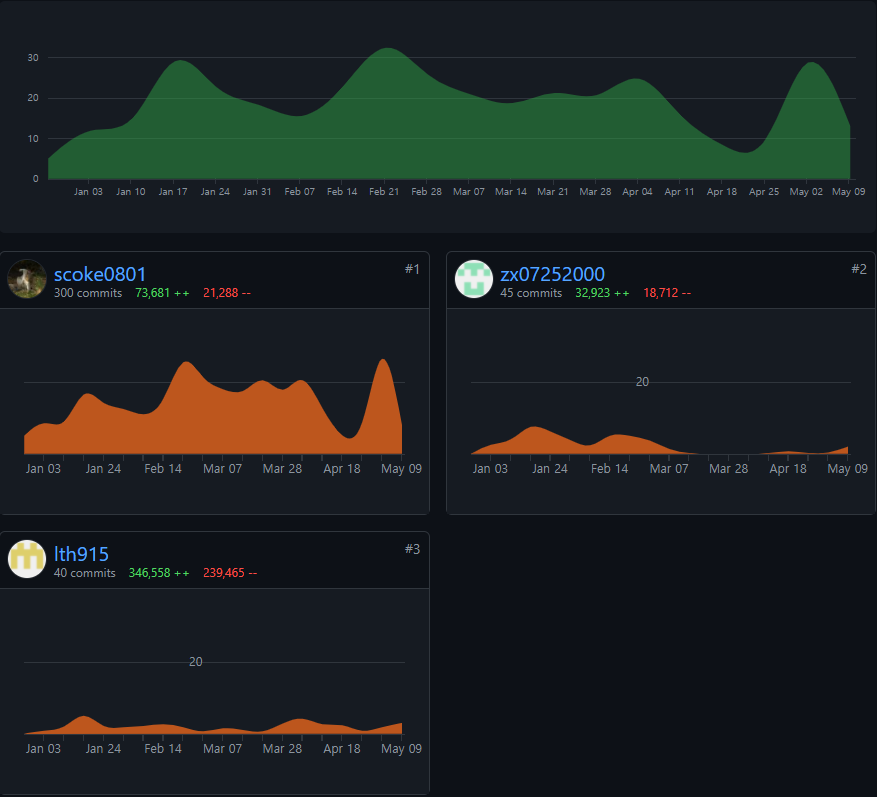 30
20
10
0
Jan 03 Jan 10 Jan 17 Jan 24 Jan 31 Feb 07 Feb 14 Feb 21 Feb 28 Mar 07 Mar 14 Mar 21 Mar 28 Apr 04 Apr 11 Apr 18 Apr 25 May 02 May 09
scoke0801 #1
300 commits 73,681 ++ 21,288 --
Jan 03 Jan 24 Feb 14 Mar 07 Mar 28 Apr 18 May 09
zx07252000 #2
45 commits 32,923 ++ 18,712 --
20
Jan 03 Jan 24 Feb 14 Mar 07 Mar 28 Apr 18 May 09
lth915 #3
40 commits 346,558 ++ 239,465 --
20
Jan 03 Jan 24 Feb 14 Mar 07 Mar 28 Apr 18 May 09